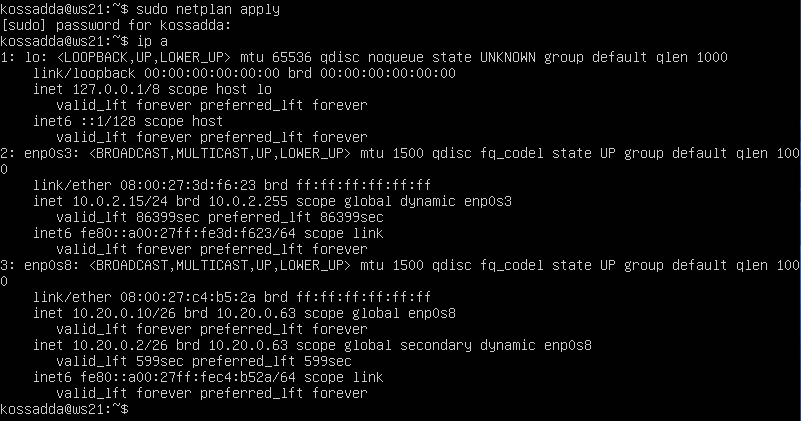 kossadda@ws21:~$ sudo netplan apply
[sudo] password for kossadda:
kossadda@ws21:~$ ip a
1: lo: <LOOPBACK,UP,LOWER_UP> mtu 65536 qdisc noqueue state UNKNOWN group default qlen 1000
    link/loopback 00:00:00:00:00:00 brd 00:00:00:00:00:00
    inet 127.0.0.1/8 scope host lo
       valid_lft forever preferred_lft forever
    inet6 ::1/128 scope host
       valid_lft forever preferred_lft forever
2: enp0s3: <BROADCAST,MULTICAST,UP,LOWER_UP> mtu 1500 qdisc fq_codel state UP group default qlen 100
0
    link/ether 08:00:27:3d:f6:23 brd ff:ff:ff:ff:ff:ff
    inet 10.0.2.15/24 brd 10.0.2.255 scope global dynamic enp0s3
       valid_lft 86399sec preferred_lft 86399sec
    inet6 fe80::a00:27ff:fe3d:f623/64 scope link
       valid_lft forever preferred_lft forever
3: enp0s8: <BROADCAST,MULTICAST,UP,LOWER_UP> mtu 1500 qdisc fq_codel state UP group default qlen 100
0
    link/ether 08:00:27:c4:b5:2a brd ff:ff:ff:ff:ff:ff
    inet 10.20.0.10/26 brd 10.20.0.63 scope global enp0s8
       valid_lft forever preferred_lft forever
    inet 10.20.0.2/26 brd 10.20.0.63 scope global secondary dynamic enp0s8
       valid_lft 599sec preferred_lft 599sec
    inet6 fe80::a00:27ff:fec4:b52a/64 scope link
       valid_lft forever preferred_lft forever
kossadda@ws21:~$